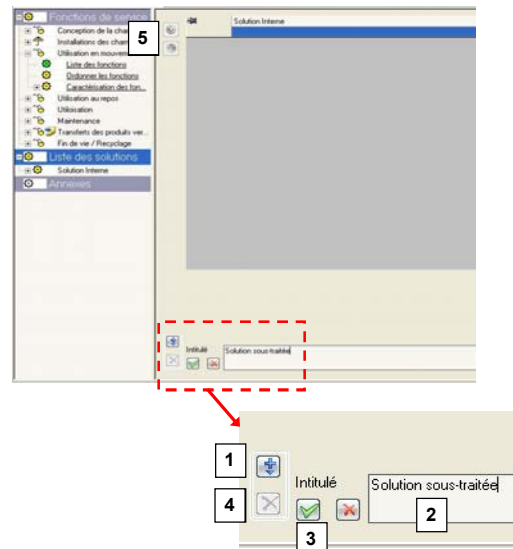 Fonctions de service
Conception de la cha
Installations des char
Utilisation en mouvem
Liste des fonctions
Ordonner les fonctions
Caractérisation des fon...
Utilisation au repos
Utilisation
Maintenance
Transferts des produits ver...
Fin de vie / Recyclage
Liste des solutions
Solution Interne
Annexes
5
Solution Interne
Intitulé
Solution sous-traitée
1
4
Intitulé
3
Solution sous-traitée
2